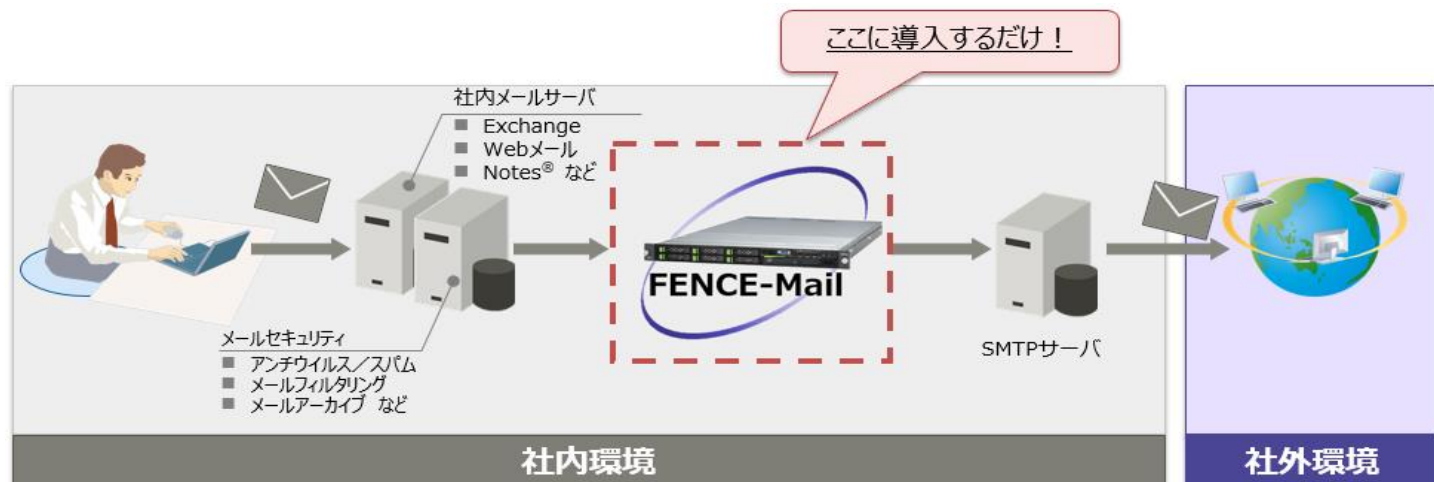 ここに導入するだけ！
社内メールサーバ
■ Exchange
■ Webメール
■ Notes® など
FENCE-Mail
SMTPサーバ
メールセキュリティ
■ アンチウイルス／スパム
■ メールフィルタリング
■ メールアーカイブ など
社内環境
社外環境